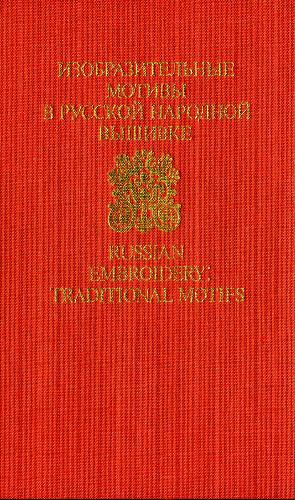 ИЗОБРАЗИТЕЛЬНЫЕ
МОТИВЫ
В РУССКОЙ НАРОДНОЙ
ВЫШИВКЕ
RUSSIAN
EMBROIDERY:
TRADITIONAL MOTIFS